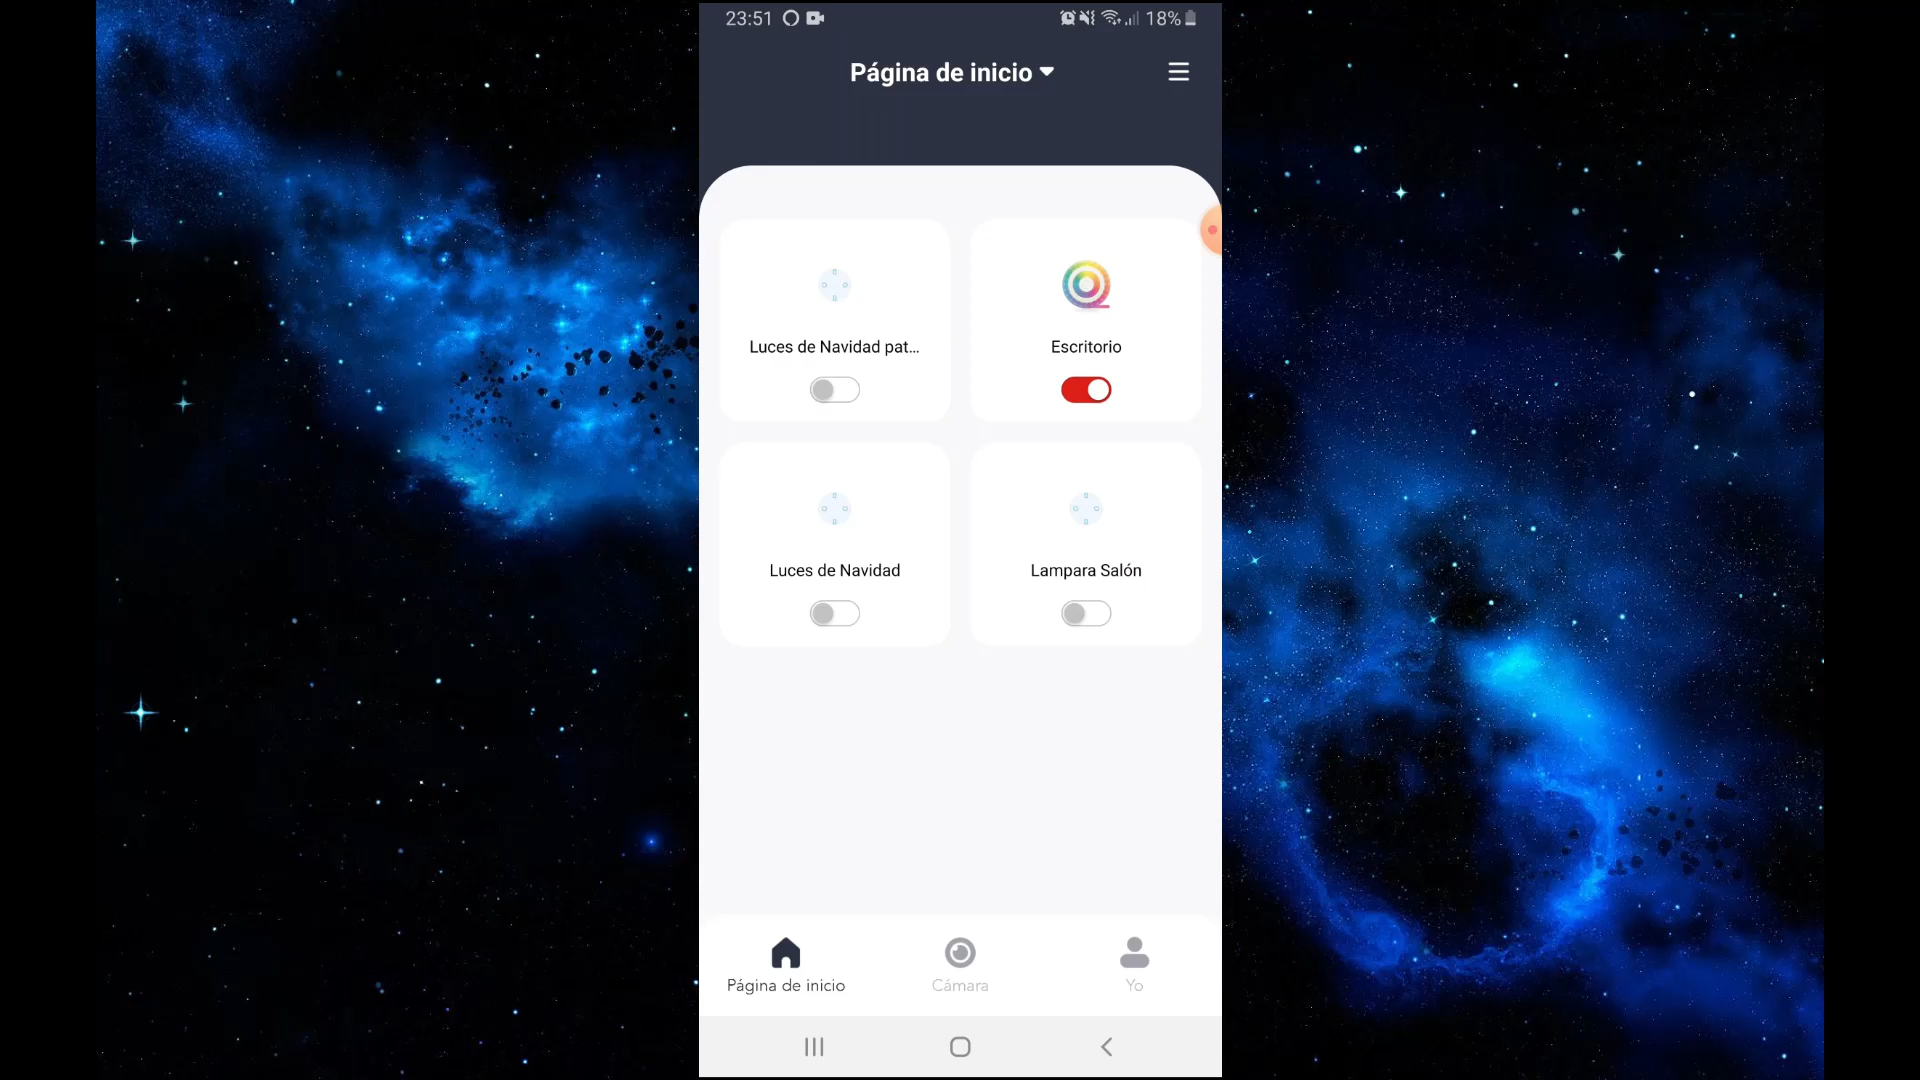 23:51 18%
Página de inicio
Luces de Navidad pat...
Escritorio
Luces de Navidad
Lampara Salón
Página de inicio
Cámara
Yo